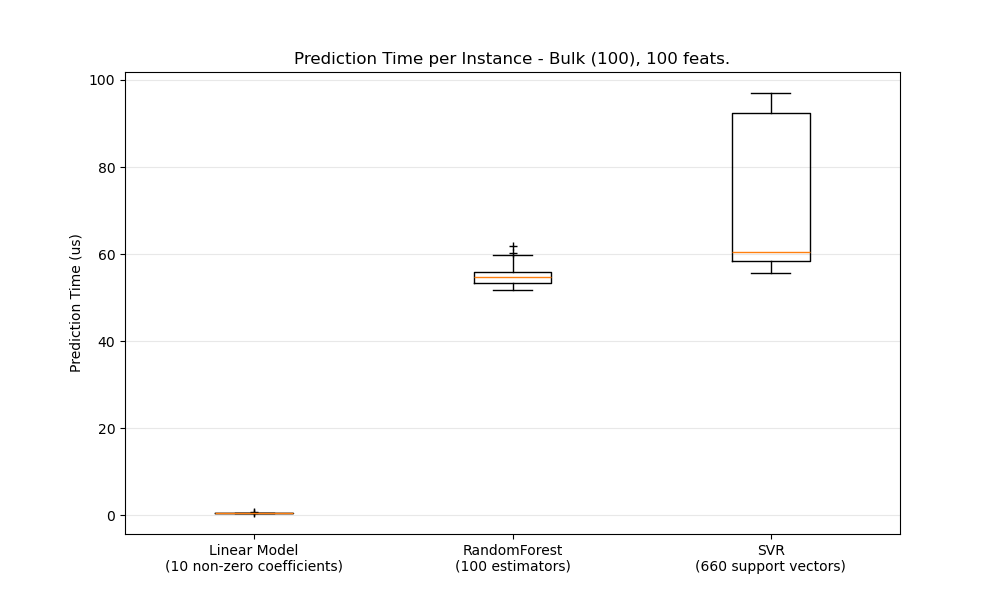 Prediction Time per Instance - Bulk (100), 100 feats.
100
80
60
40
20
0
Prediction Time (us)
Linear Model
(10 non-zero coefficients)
RandomForest
(100 estimators)
SVR
(660 support vectors)